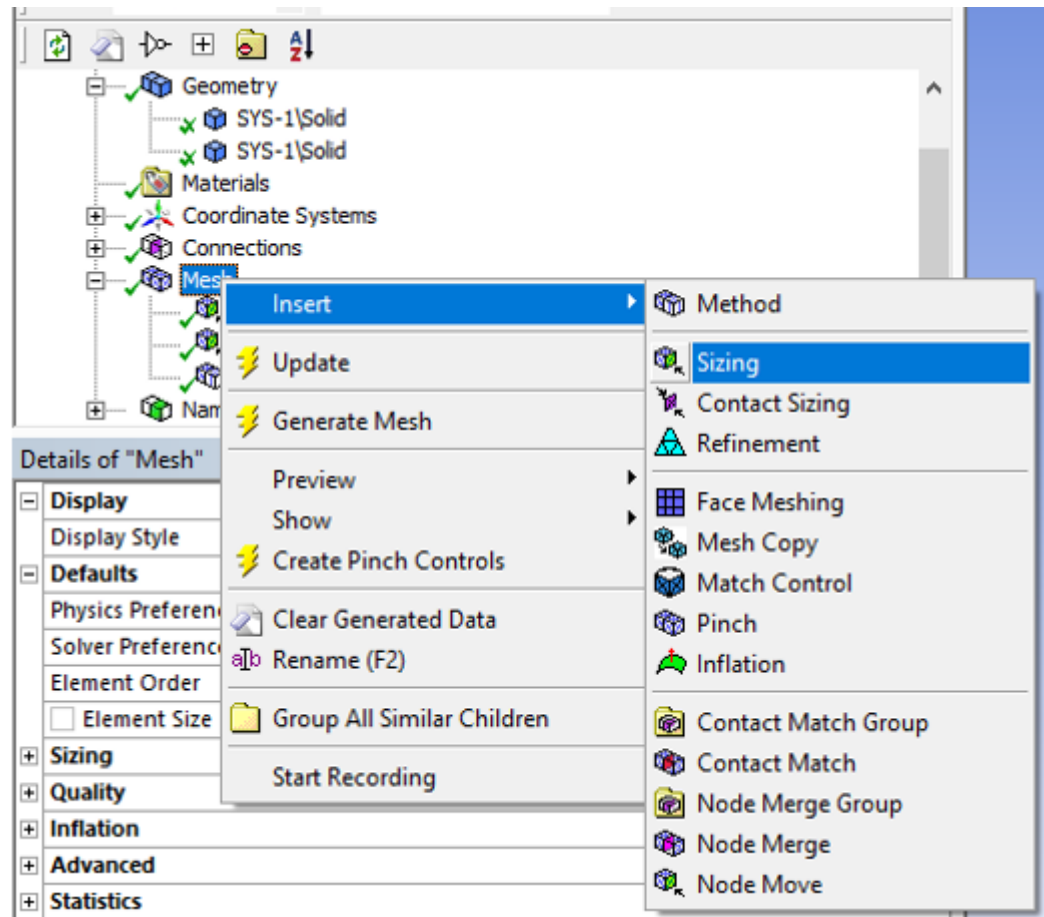 Geometry
SYS-1\Solid
SYS-1\Solid
Materials
Coordinate Systems
Connections
Mesh
Nam
Insert
Update
Generate Mesh
Preview
Show
Create Pinch Controls
Clear Generated Data
Rename (F2)
Group All Similar Children
Start Recording
Method
Sizing
Contact Sizing
Refinement
Face Meshing
Mesh Copy
Match Control
Pinch
Inflation
Contact Match Group
Contact Match
Node Merge Group
Node Merge
Node Move
Details of "Mesh"
Display
Display Style
Defaults
Physics Preferenc
Solver Preference
Element Order
Element Size
Sizing
Quality
Inflation
Advanced
Statistics